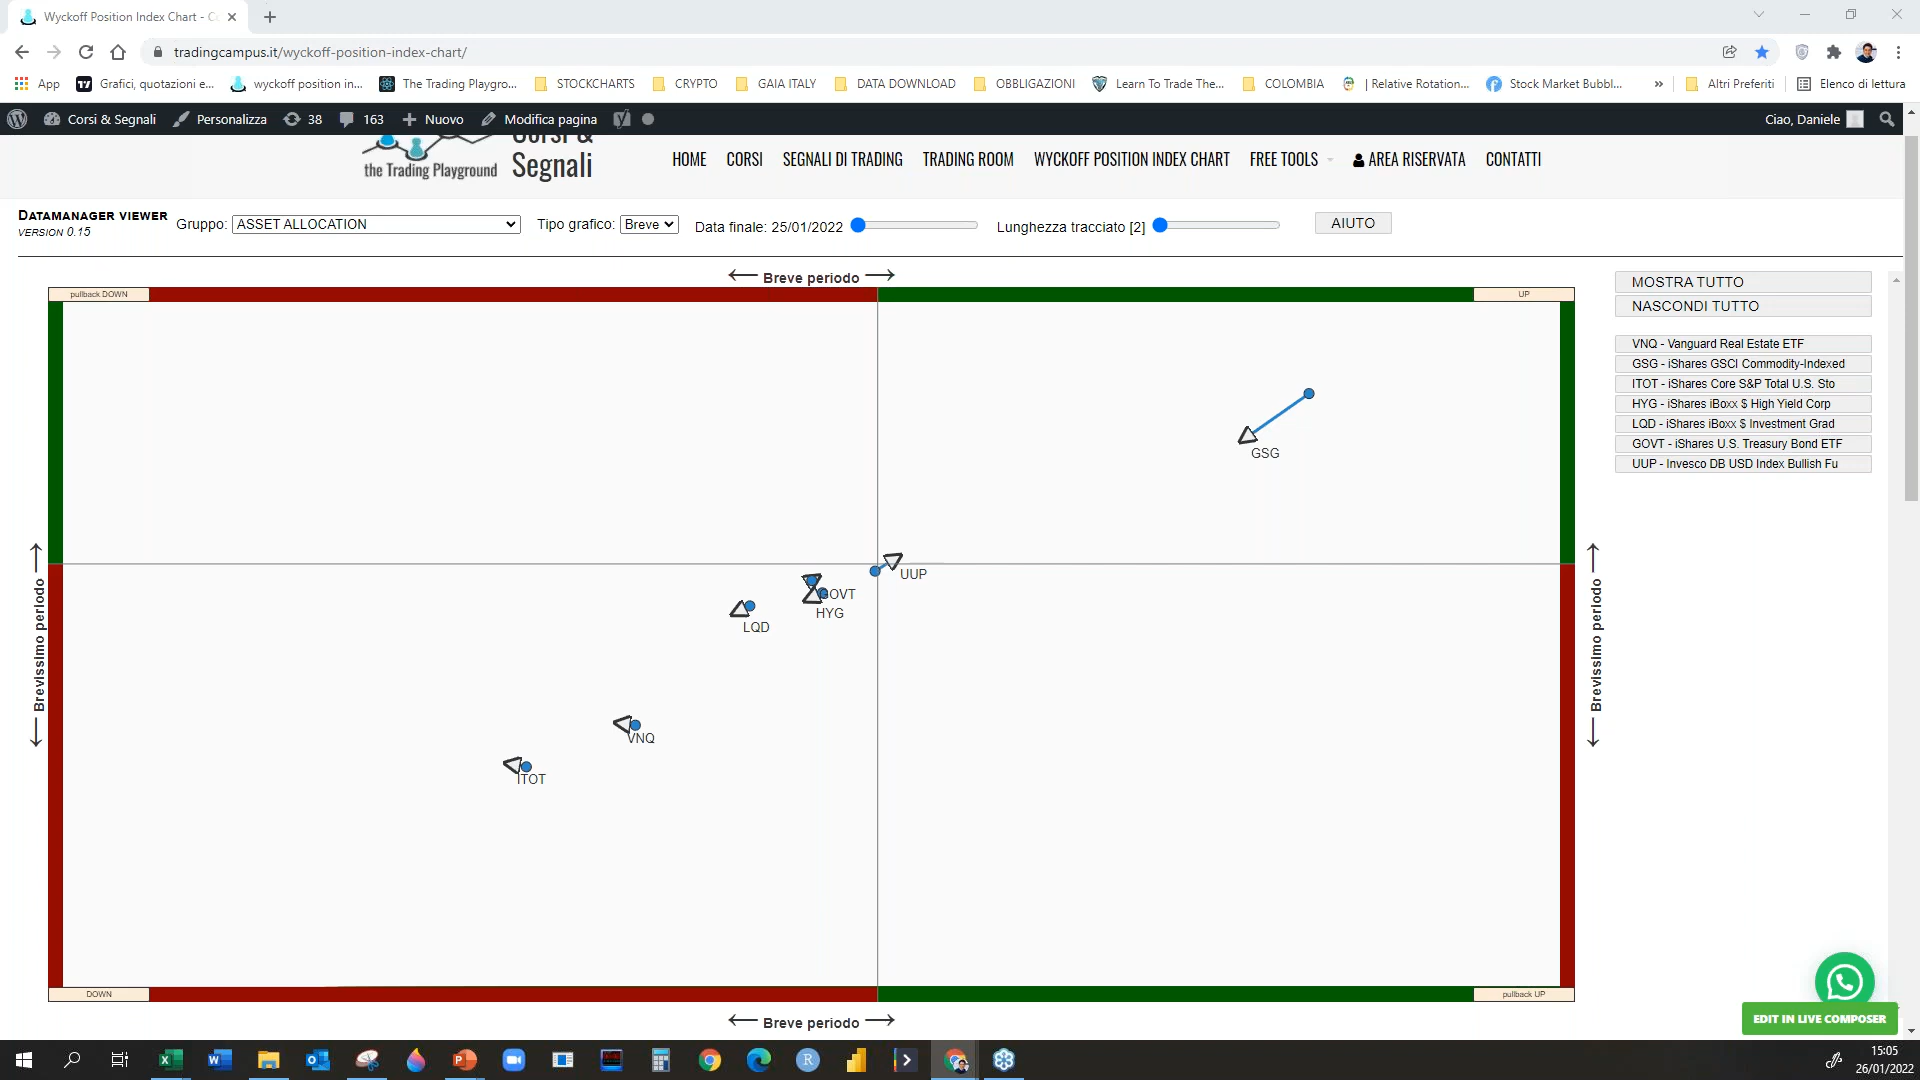 Wyckoff Position Index Chart - C
tradingcampus.it/wyckoff-position-index-chart/
App
Grafici, quotazioni e...
wyckoff position in...
The Trading Playgro...
STOCKCHARTS
CRYPTO
GAIA ITALY
DATA DOWNLOAD
OBBLIGAZIONI
Learn To Trade The...
COLOMBIA
| Relative Rotation...
Stock Market Bubbl...
»
Altri Preferiti
Elenco di lettura
Corsi & Segnali
Personalizza
38
163
Nuovo
Modifica pagina
Ciao, Daniele
the Trading Playground
Corsi &
Segnali
HOME
CORSI
SEGNALI DI TRADING
TRADING ROOM
WYCKOFF POSITION INDEX CHART
FREE TOOLS
AREA RISERVATA
CONTATTI
DATAMANAGER VIEWER
VERSION 0.15
Gruppo: ASSET ALLOCATION
Tipo grafico: Breve
Data finale: 25/01/2022
Lunghezza tracciato [2]
AIUTO
Breve periodo
pullback DOWN
UP
MOSTRA TUTTO
NASCONDI TUTTO
VNQ - Vanguard Real Estate ETF
GSG - iShares GSCI Commodity-Indexed
ITOT - iShares Core S&P Total U.S. Sto
HYG - iShares iBoxx $ High Yield Corp
LQD - iShares iBoxx $ Investment Grad
GOVT - iShares U.S. Treasury Bond ETF
UUP - Invesco DB USD Index Bullish Fu
GSG
UUP
GOVT
HYG
LQD
VNQ
ITOT
Brevissimo periodo
Brevissimo periodo
DOWN
pullback UP
Breve periodo
EDIT IN LIVE COMPOSER
15:05
26/01/2022